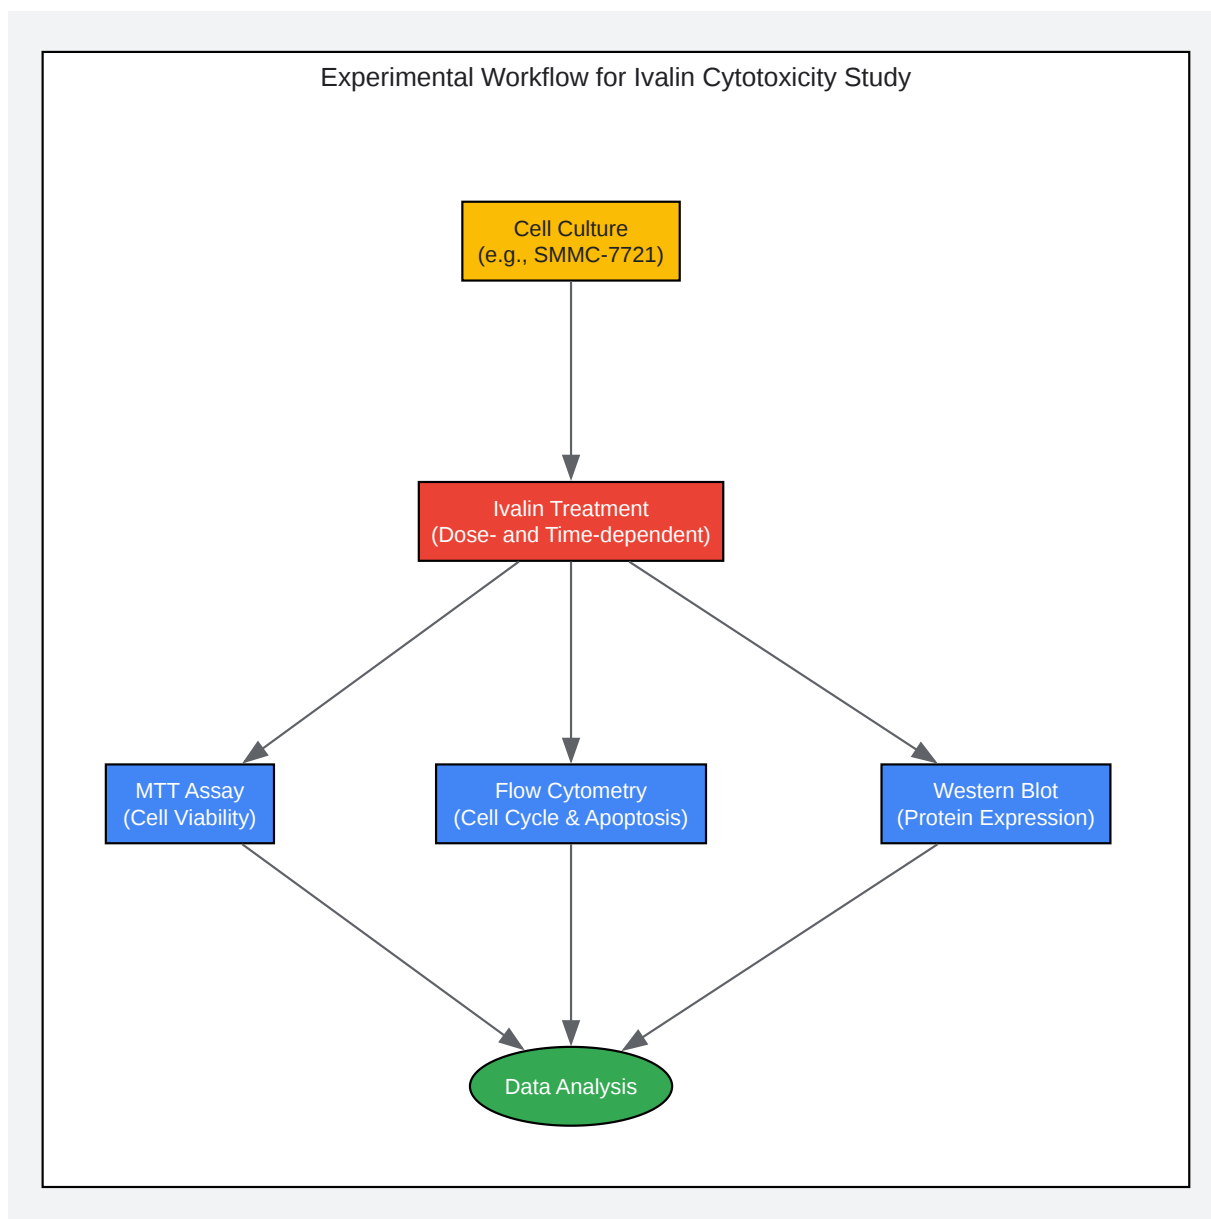 Experimental Workflow for Ivalin Cytotoxicity Study
Cell Culture
(e.g., SMMC-7721)
Ivalin Treatment
(Dose- and Time-dependent)
MTT Assay
(Cell Viability)
Flow Cytometry
(Cell Cycle & Apoptosis)
Western Blot
(Protein Expression)
Data Analysis